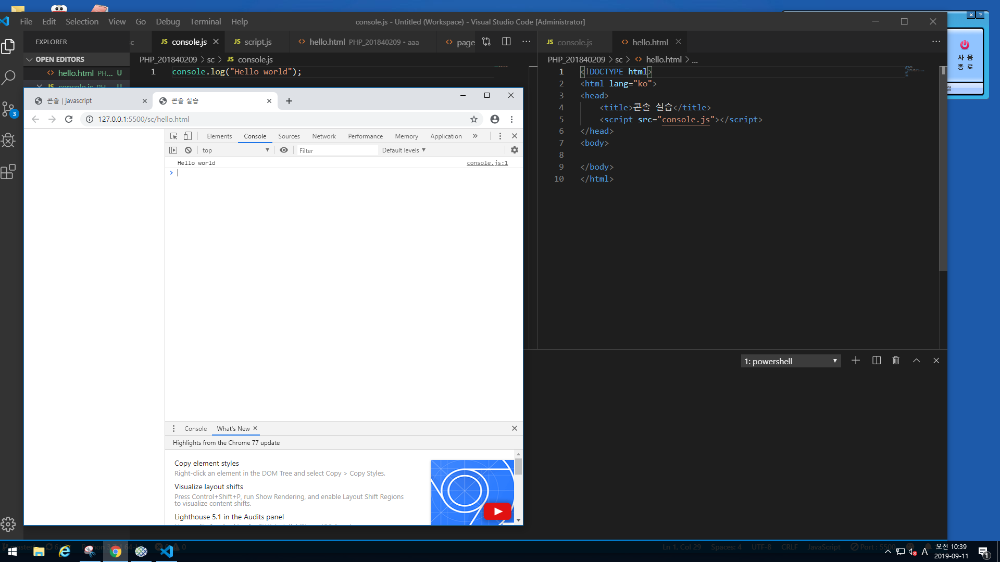 File Edit Selection View Go Debug Terminal Help
console.js - Untitled (Workspace) - Visual Studio Code [Administrator]
EXPLORER
OPEN EDITORS
hello.html PH... U
console.js PH... U
3
sc
JS console.js
JS script.js
hello.html PHP_201840209 • aaa
page
PHP_201840209 > sc > JS console.js
1 console.log("Hello world");
콘솔 | javascript
콘솔 실습
127.0.0.1:5500/sc/hello.html
Elements Console Sources Network Performance Memory Application »
top
Filter
Default levels
Hello world
console.js:1
Console What's New
Highlights from the Chrome 77 update
Copy element styles
Right-click an element in the DOM Tree and select Copy > Copy Styles.
Visualize layout shifts
Press Control+Shift+P, run Show Rendering, and enable Layout Shift Regions
to visualize content shifts.
Lighthouse 5.1 in the Audits panel
JS console.js
hello.html
PHP_201840209 > sc > hello.html > ...
1 <!DOCTYPE html>
2 <html lang="ko">
3 <head>
4 <title>콘솔 실습</title>
5 <script src="console.js"></script>
6 </head>
7 <body>
8
9 </body>
10 </html>
1: powershell
사 용
종 료
Ln 1, Col 29 Spaces: 4 UTF-8 CRLF JavaScript Port : 5500
A
오전 10:39
2019-09-11
1